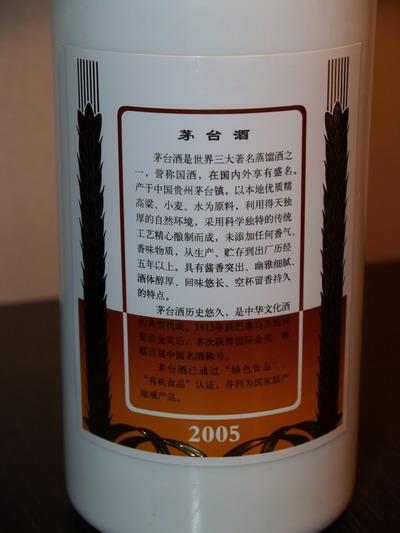 茅台酒
茅台酒是世界三大著名蒸馏酒之
一，誉称国酒，在国内外享有盛名。
产于中国贵州茅台镇，以本地优质糯
高粱、小麦、水为原料，利用得天独
厚的自然环境，采用科学独特的传统
工艺精心酿制而成，未添加任何香气、
香味物质，从生产、贮存到出厂历经
五年以上。具有酱香突出、幽雅细腻、
酒体醇厚、回味悠长、空杯留香持久
的特点。
茅台酒历史悠久，是中华文化酒
的典型代表，1915年获巴拿马万国博
览会金奖后，多次获得国际金奖，蝉
联历届中国名酒称号。
茅台酒已通过“绿色食品”，
“有机食品”认证，并列为国家原产
地域产品。
2005